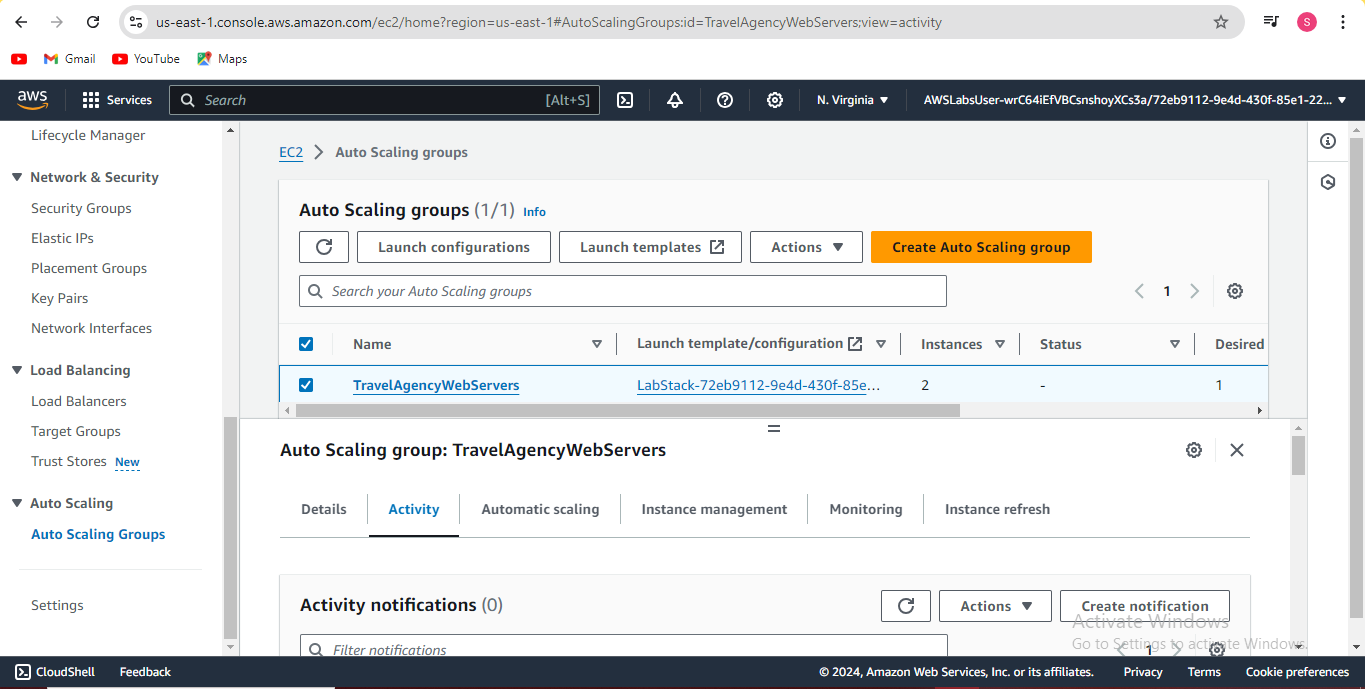 us-east-1.console.aws.amazon.com/ec2/home?region=us-east-1#AutoScalingGroups:id=TravelAgencyWebServers;view=activity
S
Gmail YouTube Maps
aws Services Search [Alt+S] N. Virginia AWSLabsUser-wrC64iEfVBCsnshoyXCs3a/72eb9112-9e4d-430f-85e1-22...
Lifecycle Manager
Network & Security
Security Groups
Elastic IPs
Placement Groups
Key Pairs
Network Interfaces
Load Balancing
Load Balancers
Target Groups
Trust Stores New
Auto Scaling
Auto Scaling Groups
Settings
EC2 > Auto Scaling groups
Auto Scaling groups (1/1) Info
Launch configurations Launch templates Actions Create Auto Scaling group
Search your Auto Scaling groups 1
Name Launch template/configuration Instances Status Desired
TravelAgencyWebServers LabStack-72eb9112-9e4d-430f-85e... 2 - 1
Auto Scaling group: TravelAgencyWebServers
Details Activity Automatic scaling Instance management Monitoring Instance refresh
Activity notifications (0) Actions Create notification
Filter notifications 1
Activate Windows
Go to Settings to activate Windows.
CloudShell Feedback © 2024, Amazon Web Services, Inc. or its affiliates. Privacy Terms Cookie preferences